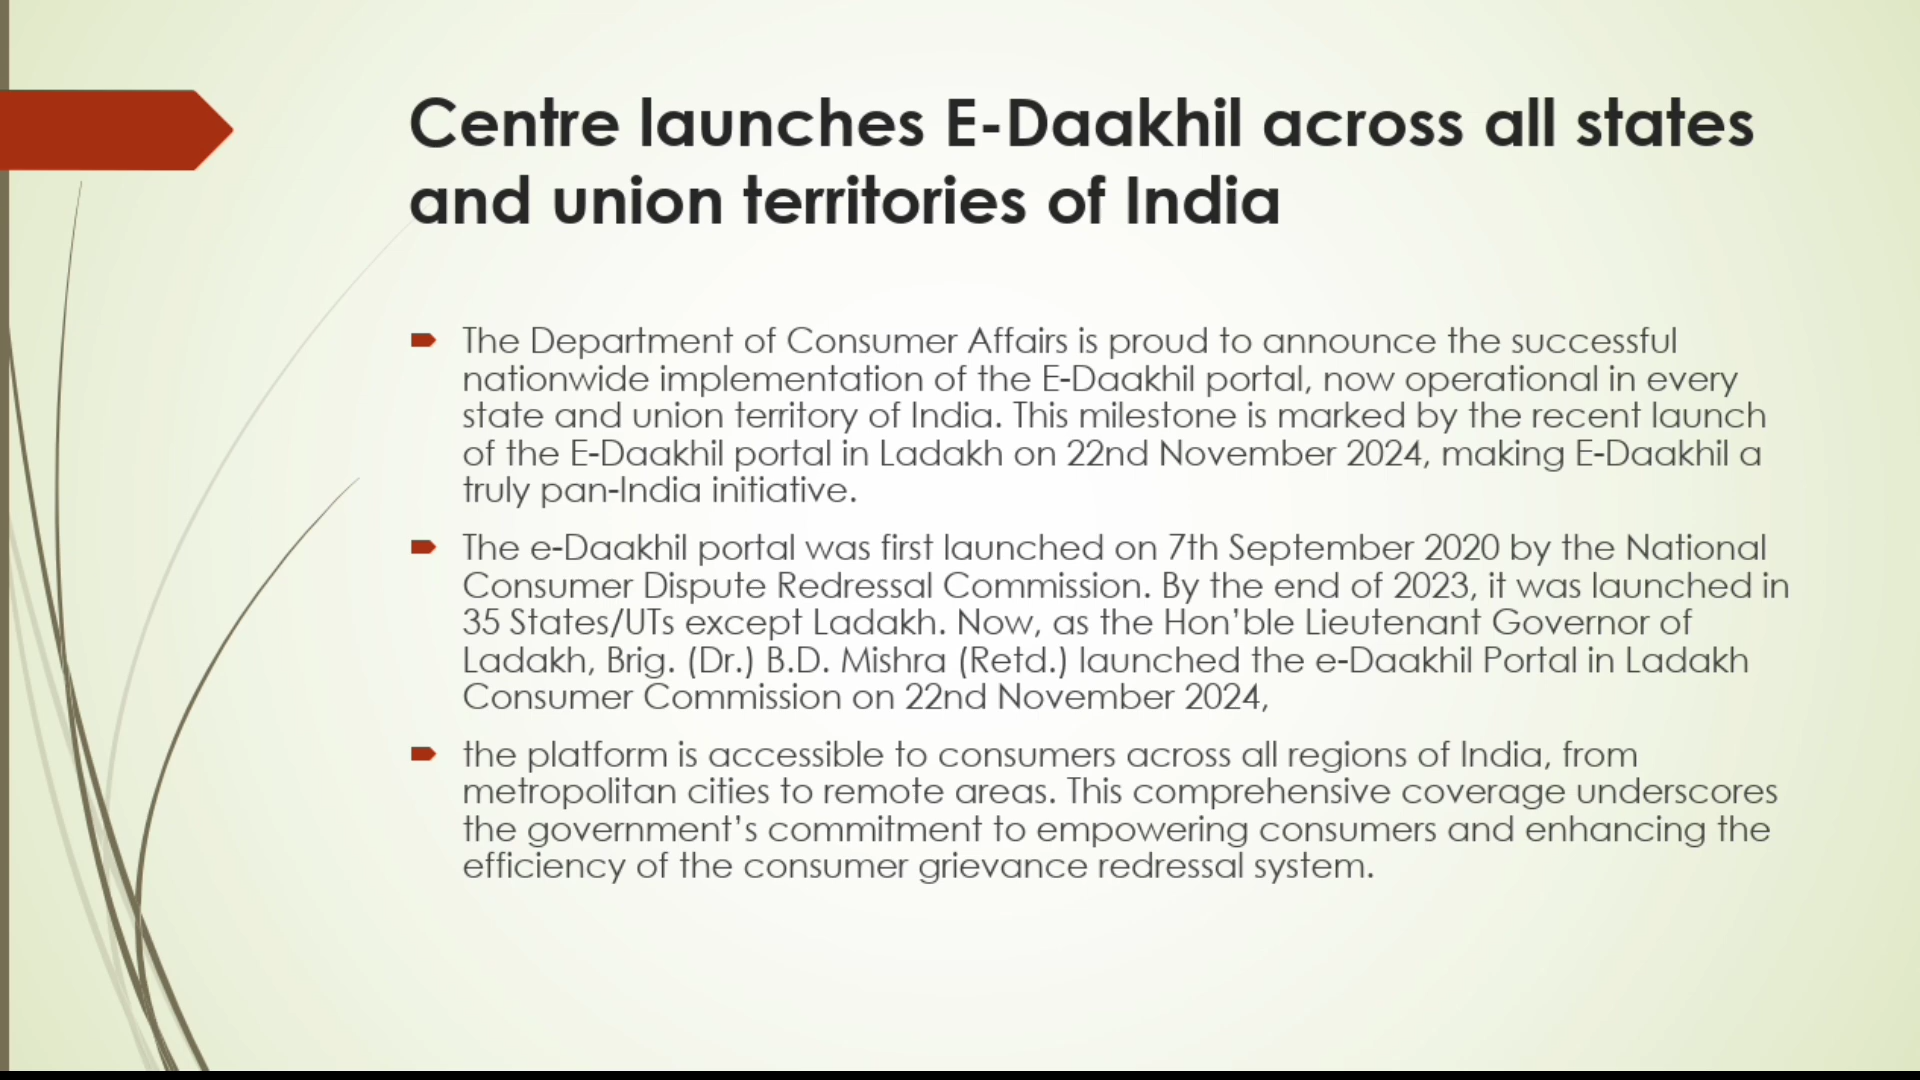 Centre launches E-Daakhil across all states
and union territories of India
The Department of Consumer Affairs is proud to announce the successful
nationwide implementation of the E-Daakhil portal, now operational in every
state and union territory of India. This milestone is marked by the recent launch
of the E-Daakhil portal in Ladakh on 22nd November 2024, making E-Daakhil a
truly pan-India initiative.
The e-Daakhil portal was first launched on 7th September 2020 by the National
Consumer Dispute Redressal Commission. By the end of 2023, it was launched in
35 States/UTs except Ladakh. Now, as the Hon’ble Lieutenant Governor of
Ladakh, Brig. (Dr.) B.D. Mishra (Retd.) launched the e-Daakhil Portal in Ladakh
Consumer Commission on 22nd November 2024,
the platform is accessible to consumers across all regions of India, from
metropolitan cities to remote areas. This comprehensive coverage underscores
the government’s commitment to empowering consumers and enhancing the
efficiency of the consumer grievance redressal system.